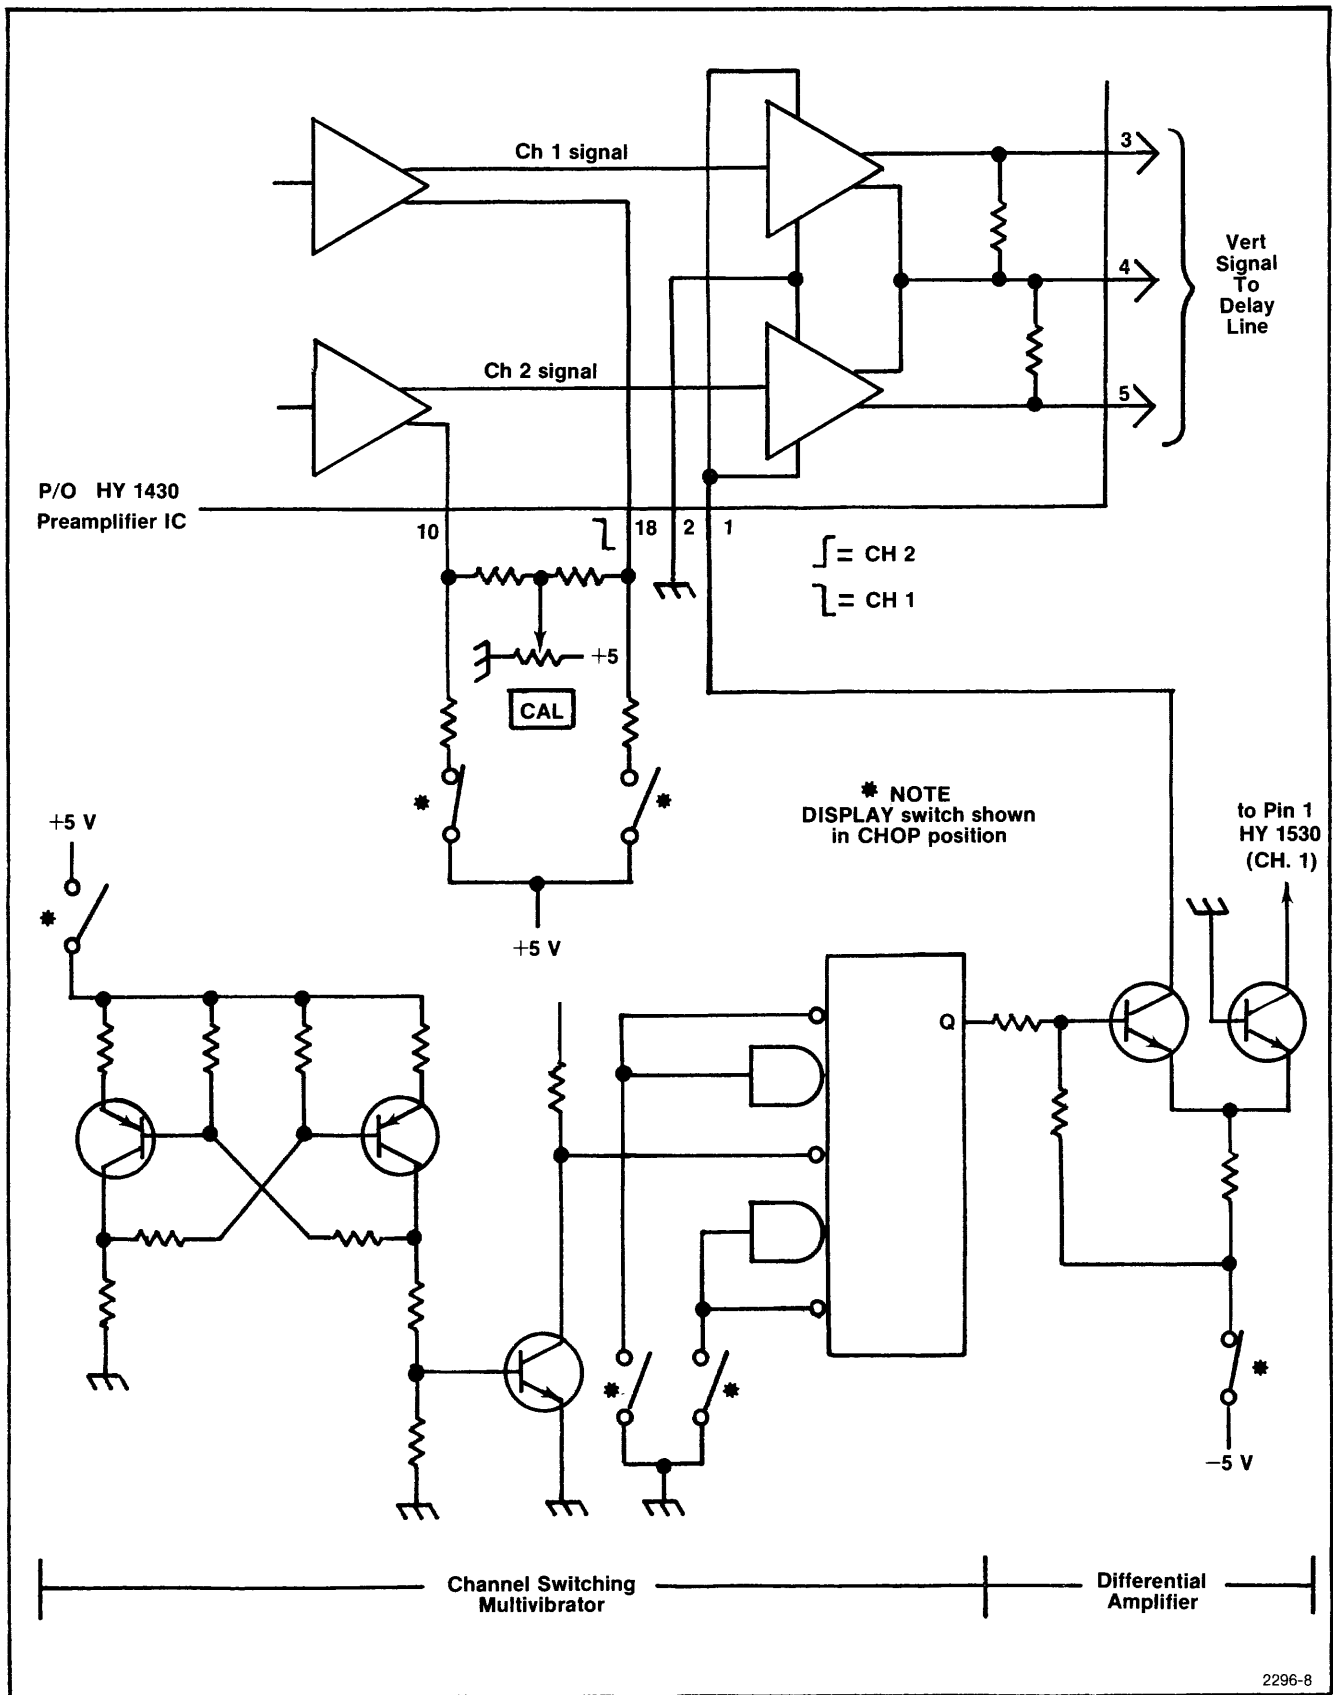 Ch 1 signal
3
4
5
Vert
Signal
To
Delay
Line
Ch 2 signal
P/O HY 1430
Preamplifier IC
10
18
2
1
= CH 2
= CH 1
+5
CAL
* NOTE
DISPLAY switch shown
in CHOP position
*
*
+5 V
*
+5 V
to Pin 1
HY 1530
(CH. 1)
Q
*
*
*
−5 V
Channel Switching
Multivibrator
Differential
Amplifier
2296-8